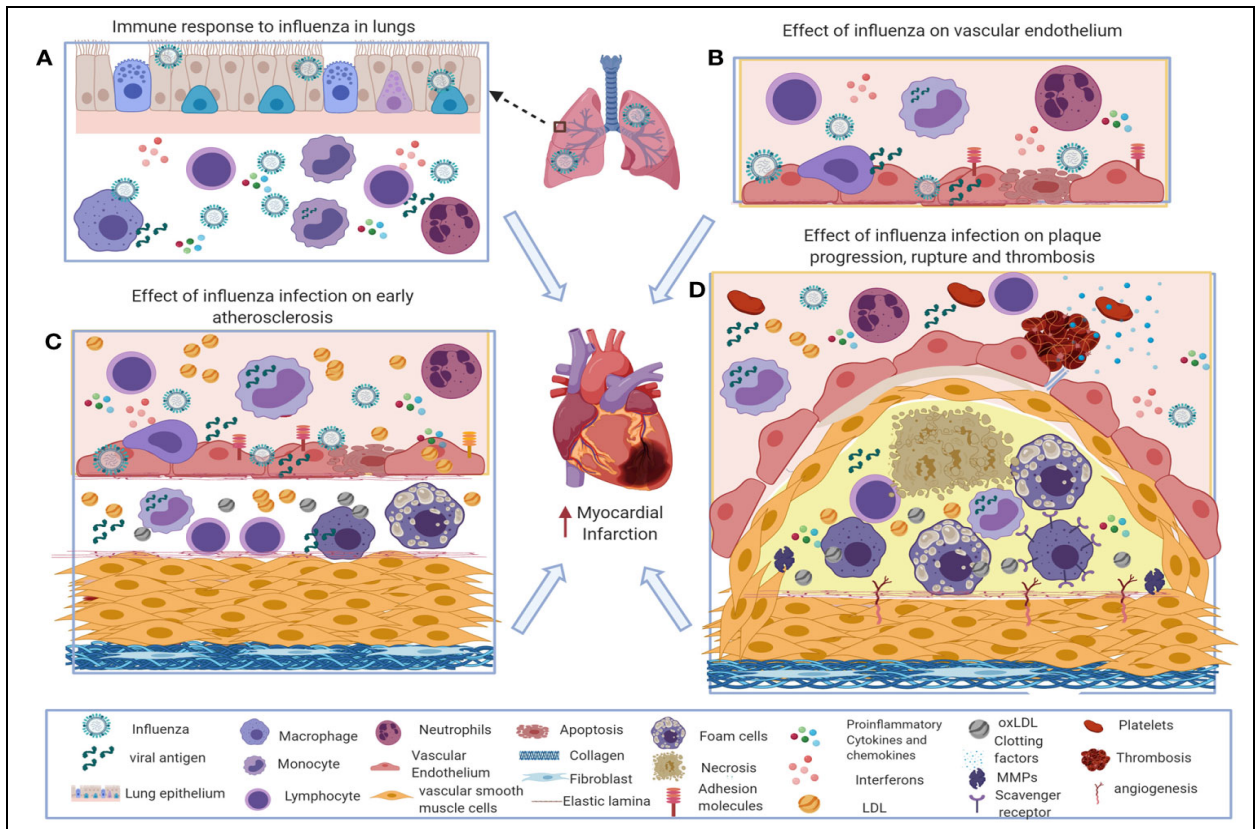 Immune response to influenza in lungs
A
Effect of influenza on vascular endothelium
B
Effect of influenza infection on early
atherosclerosis
C
Effect of influenza infection on plaque
progression, rupture and thrombosis
D
Myocardial
Infarction
Influenza
viral antigen
Lung epithelium
Macrophage
Monocyte
Lymphocyte
Neutrophils
Vascular
Endothelium
vascular smooth
muscle cells
Apoptosis
Collagen
Fibroblast
Elastic lamina
Foam cells
Necrosis
Adhesion
molecules
Proinflammatory
Cytokines and
chemokines
Interferons
LDL
oxLDL
Clotting
factors
MMPs
Scavenger
receptor
Platelets
Thrombosis
angiogenesis